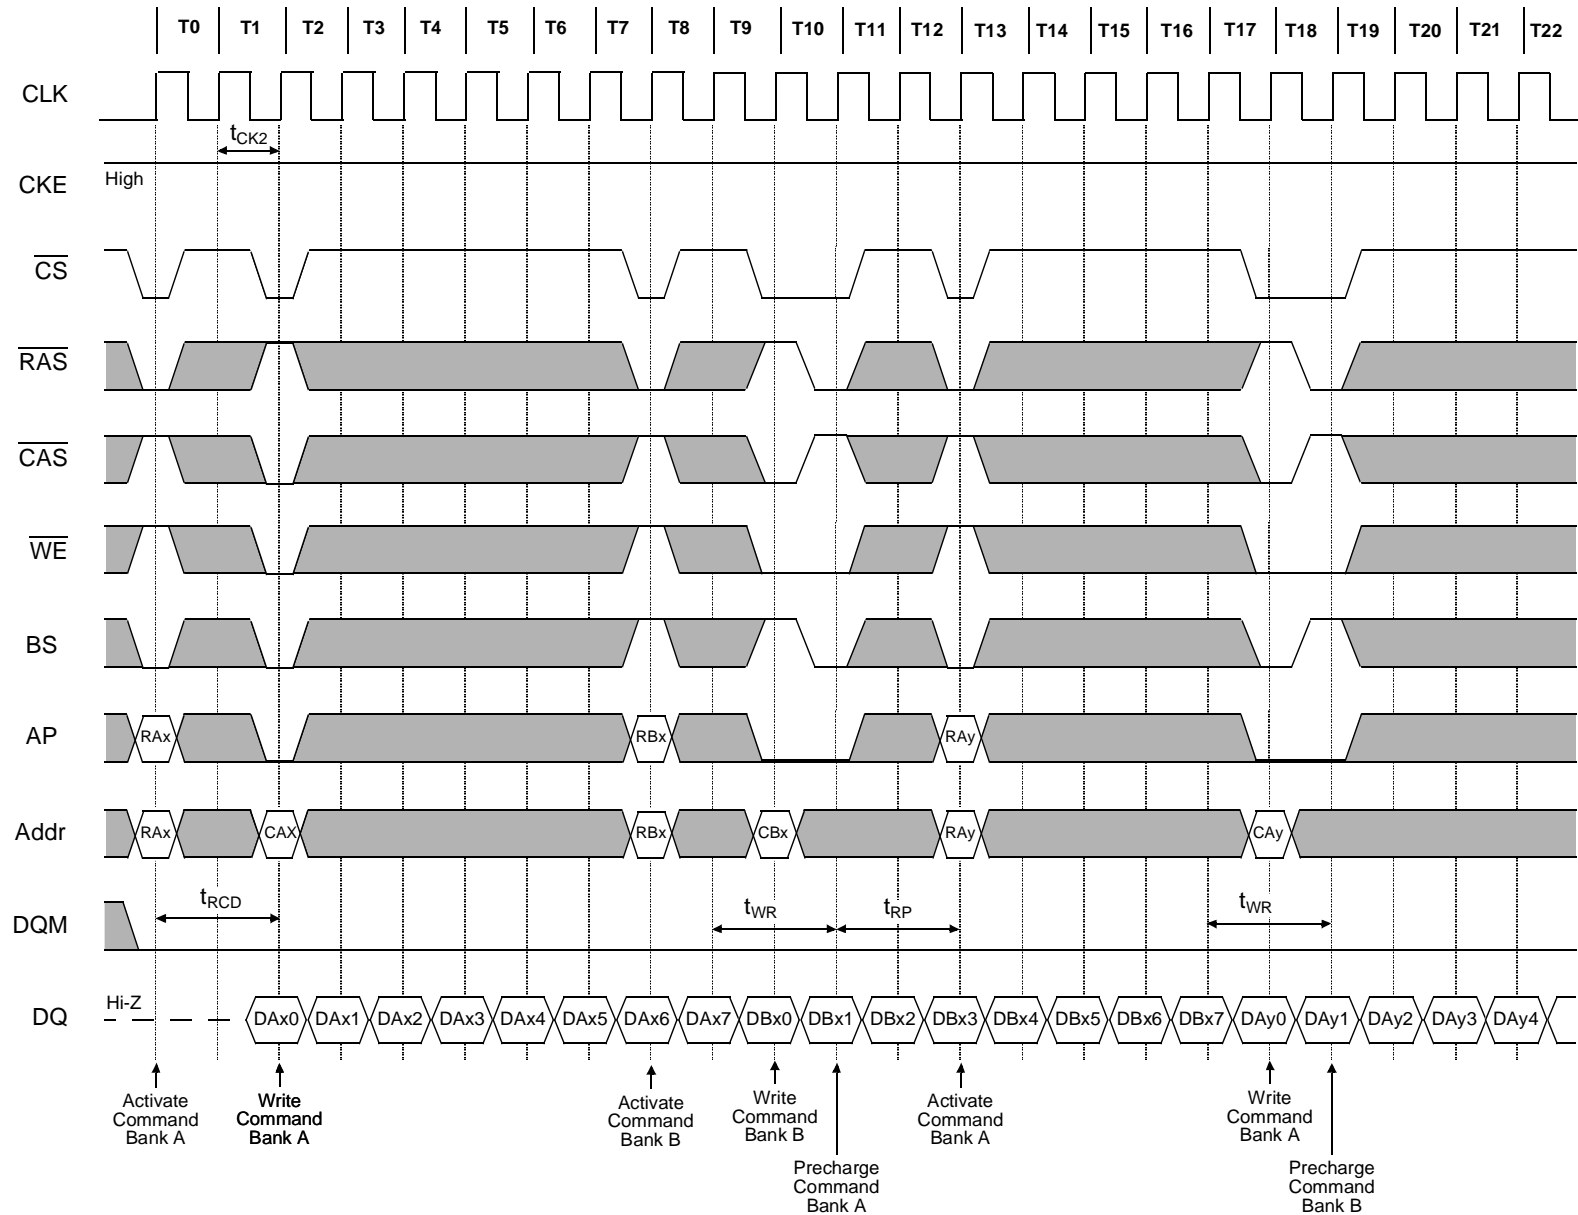 T0 T1 T2 T3 T4 T5 T6 T7 T8 T9 T10 T11 T12 T13 T14 T15 T16 T17 T18 T19 T20 T21 T22
CLK
tCK2
CKE
High
CS
RAS
CAS
WE
BS
AP
RAx RBx RAy
Addr
RAx CAX RBx CBx RAy CAy
DQM
tRCD tWR tRP tWR
DQ
Hi-Z
DAx0 DAx1 DAx2 DAx3 DAx4 DAx5 DAx6 DAx7 DBx0 DBx1 DBx2 DBx3 DBx4 DBx5 DBx6 DBx7 DAy0 DAy1 DAy2 DAy3 DAy4
Activate
Command
Bank A
Write
Command
Bank A
Activate
Command
Bank B
Write
Command
Bank B
Precharge
Command
Bank A
Activate
Command
Bank A
Write
Command
Bank A
Precharge
Command
Bank B